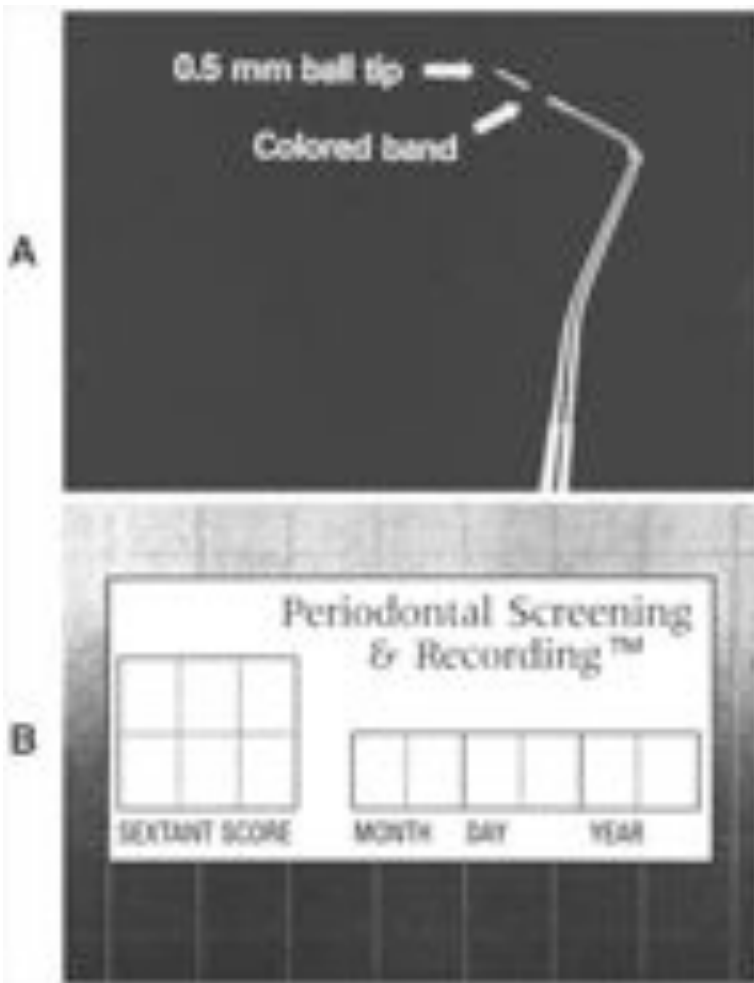 A
0.5 mm ball tip
Colored band
B
Periodontal Screening
& Recording™
SEXTANT SCORE
MONTH DAY YEAR